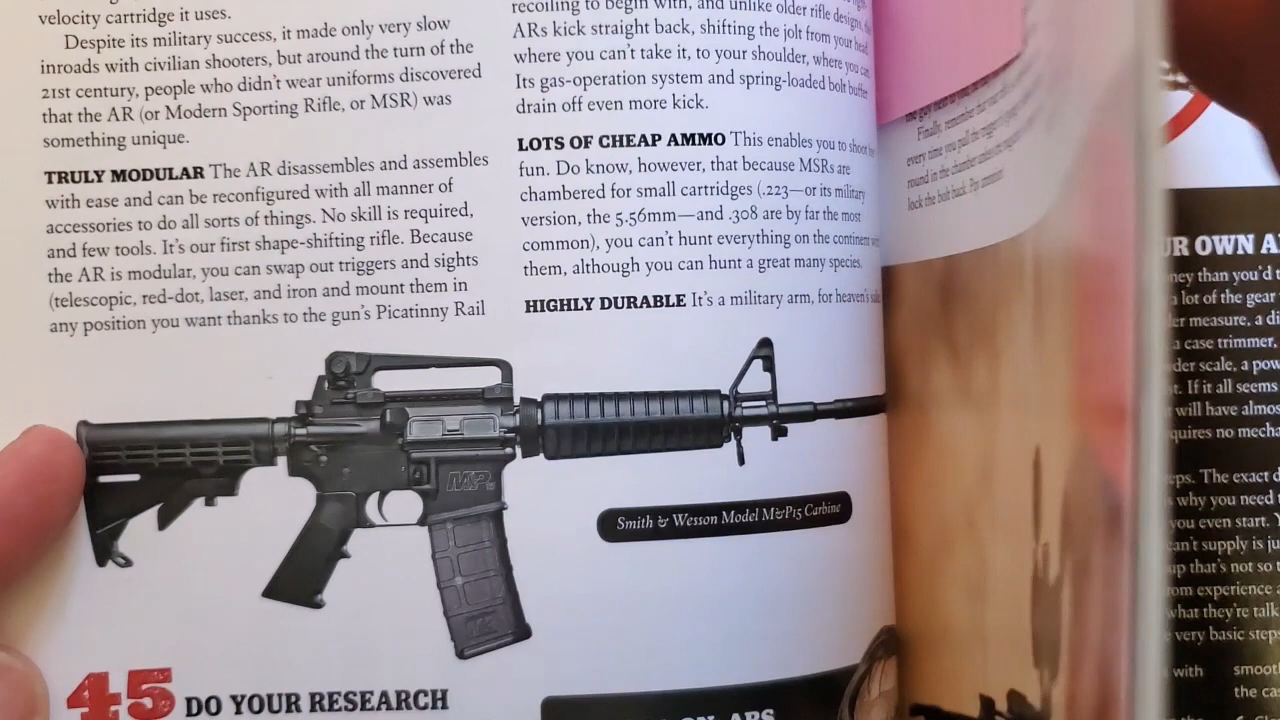 velocity cartridge it uses.
Despite its military success, it made only very slow
inroads with civilian shooters, but around the turn of the
21st century, people who didn't wear uniforms discovered
that the AR (or Modern Sporting Rifle, or MSR) was
something unique.
TRULY MODULAR The AR disassembles and assembles
with ease and can be reconfigured with all manner of
accessories to do all sorts of things. No skill is required,
and few tools. It's our first shape-shifting rifle. Because
the AR is modular, you can swap out triggers and sights
(telescopic, red-dot, laser, and iron and mount them in
any position you want thanks to the gun's Picatinny Rail
recoiling to begin with, and unlike older rifle designs,
ARs kick straight back, shifting the jolt from your head,
where you can't take it, to your shoulder, where you can.
Its gas-operation system and spring-loaded bolt buffer
drain off even more kick.
LOTS OF CHEAP AMMO This enables you to shoot for
fun. Do know, however, that because MSRs are
chambered for small cartridges (.223—or its military
version, the 5.56mm—and .308 are by far the most
common), you can't hunt everything on the continent with
them, although you can hunt a great many species.
HIGHLY DURABLE It's a military arm, for heaven's
M&P
Smith & Wesson Model M&P15 Carbine
45 DO YOUR RESEARCH
ARS
Finally, remember that
every time you pull the trigger
round in the chamber
lock the bolt back.
UR OWN A
ney than you'd t
a lot of the gear
er measure, a di
a case trimmer,
der scale, a pow
t. If it all seems
will have almos
quires no mecha
eps. The exact d
why you need t
you even start. Y
can't supply is ju
up that's not so t
om experience a
what they're talk
very basic steps
with
smooth
the cas